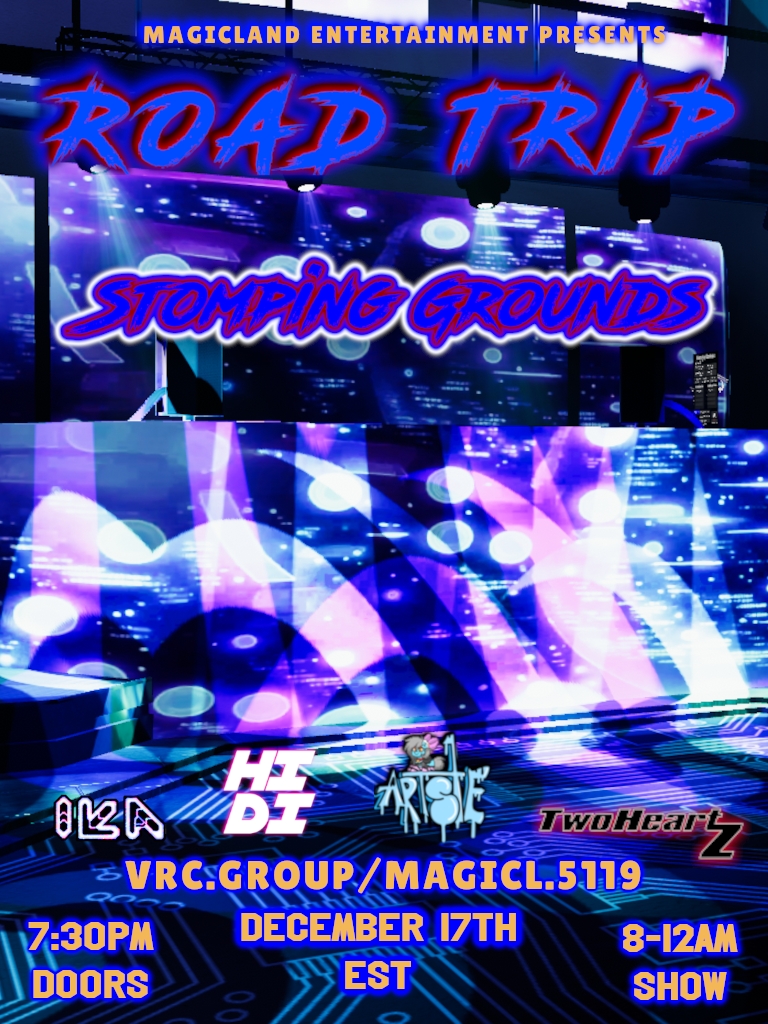 MAGICLAND ENTERTAINMENT PRESENTS
ROAD TRIP
STOMPING GROUNDS
HI
DI
ARTSTE
TwoHeartZ
VRC.GROUP/MAGICL.5119
7:30PM
DOORS
DECEMBER 17TH
EST
8-12AM
SHOW